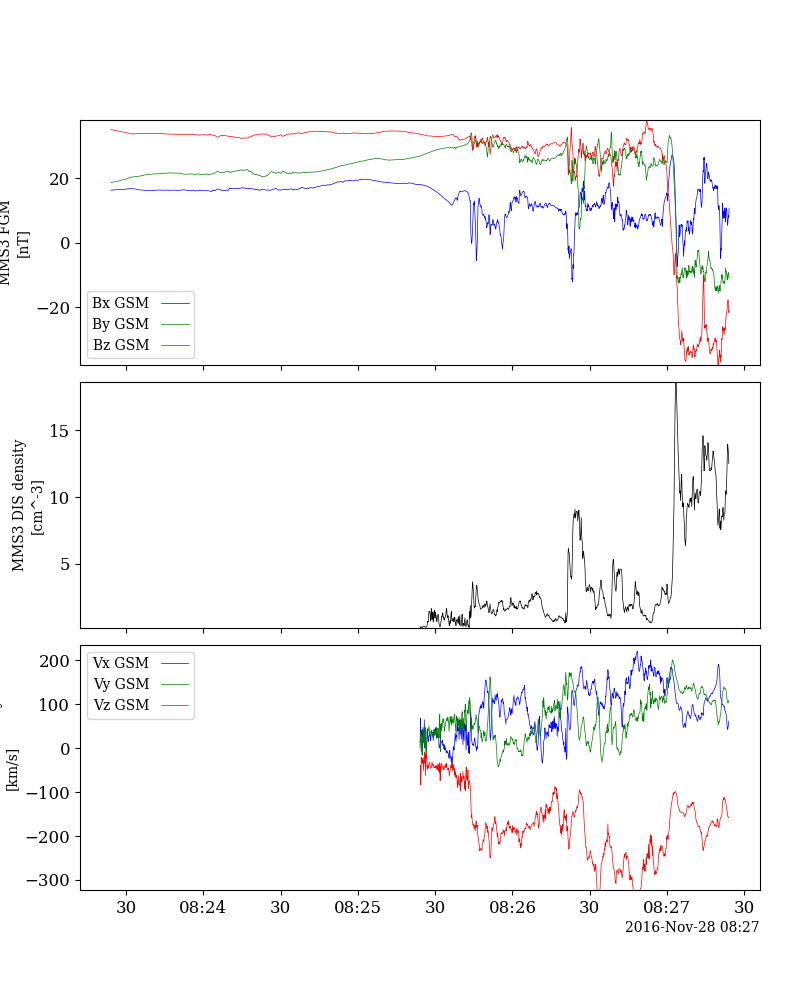 20
0
−20
MMS3 FGM
[nT]
Bx GSM
By GSM
Bz GSM
15
10
5
MMS3 DIS density
[cm^-3]
200
100
0
−100
−200
−300
[km/s]
Vx GSM
Vy GSM
Vz GSM
30 08:24 30 08:25 30 08:26 30 08:27 30
2016-Nov-28 08:27